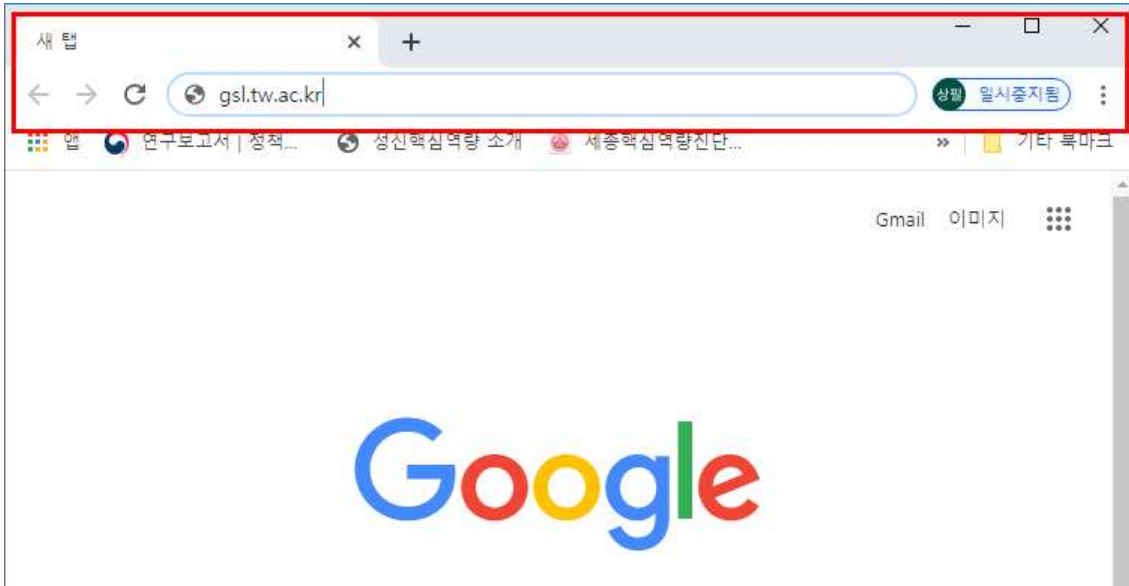 새 탭
gsl.tw.ac.kr
상필 일시중지됨
앱 연구보고서 | 정책... 성신핵심역량 소개 세종핵심역량진단... » 기타 북마크
Gmail 이미지
Google